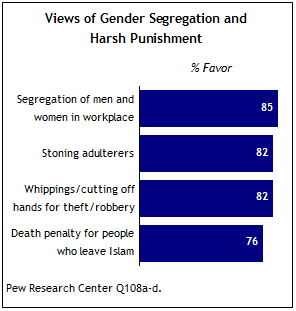 Views of Gender Segregation and
Harsh Punishment
% Favor
Segregation of men and
women in workplace
85
Stoning adulterers
82
Whippings/cutting off
hands for theft/robbery
82
Death penalty for people
who leave Islam
76
Pew Research Center Q108a-d.